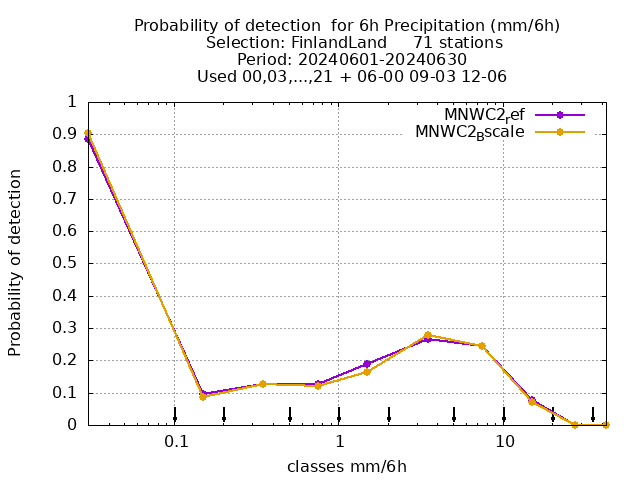 Probability of detection  for 6h Precipitation (mm/6h)
Selection: FinlandLand     71 stations
Period: 20240601-20240630
Used 00,03,...,21 + 06-00 09-03 12-06
MNWC2ref
MNWC2Bscale
1
0.9
0.8
0.7
0.6
0.5
0.4
0.3
0.2
0.1
0
Probability of detection
0.1 1 10
classes mm/6h